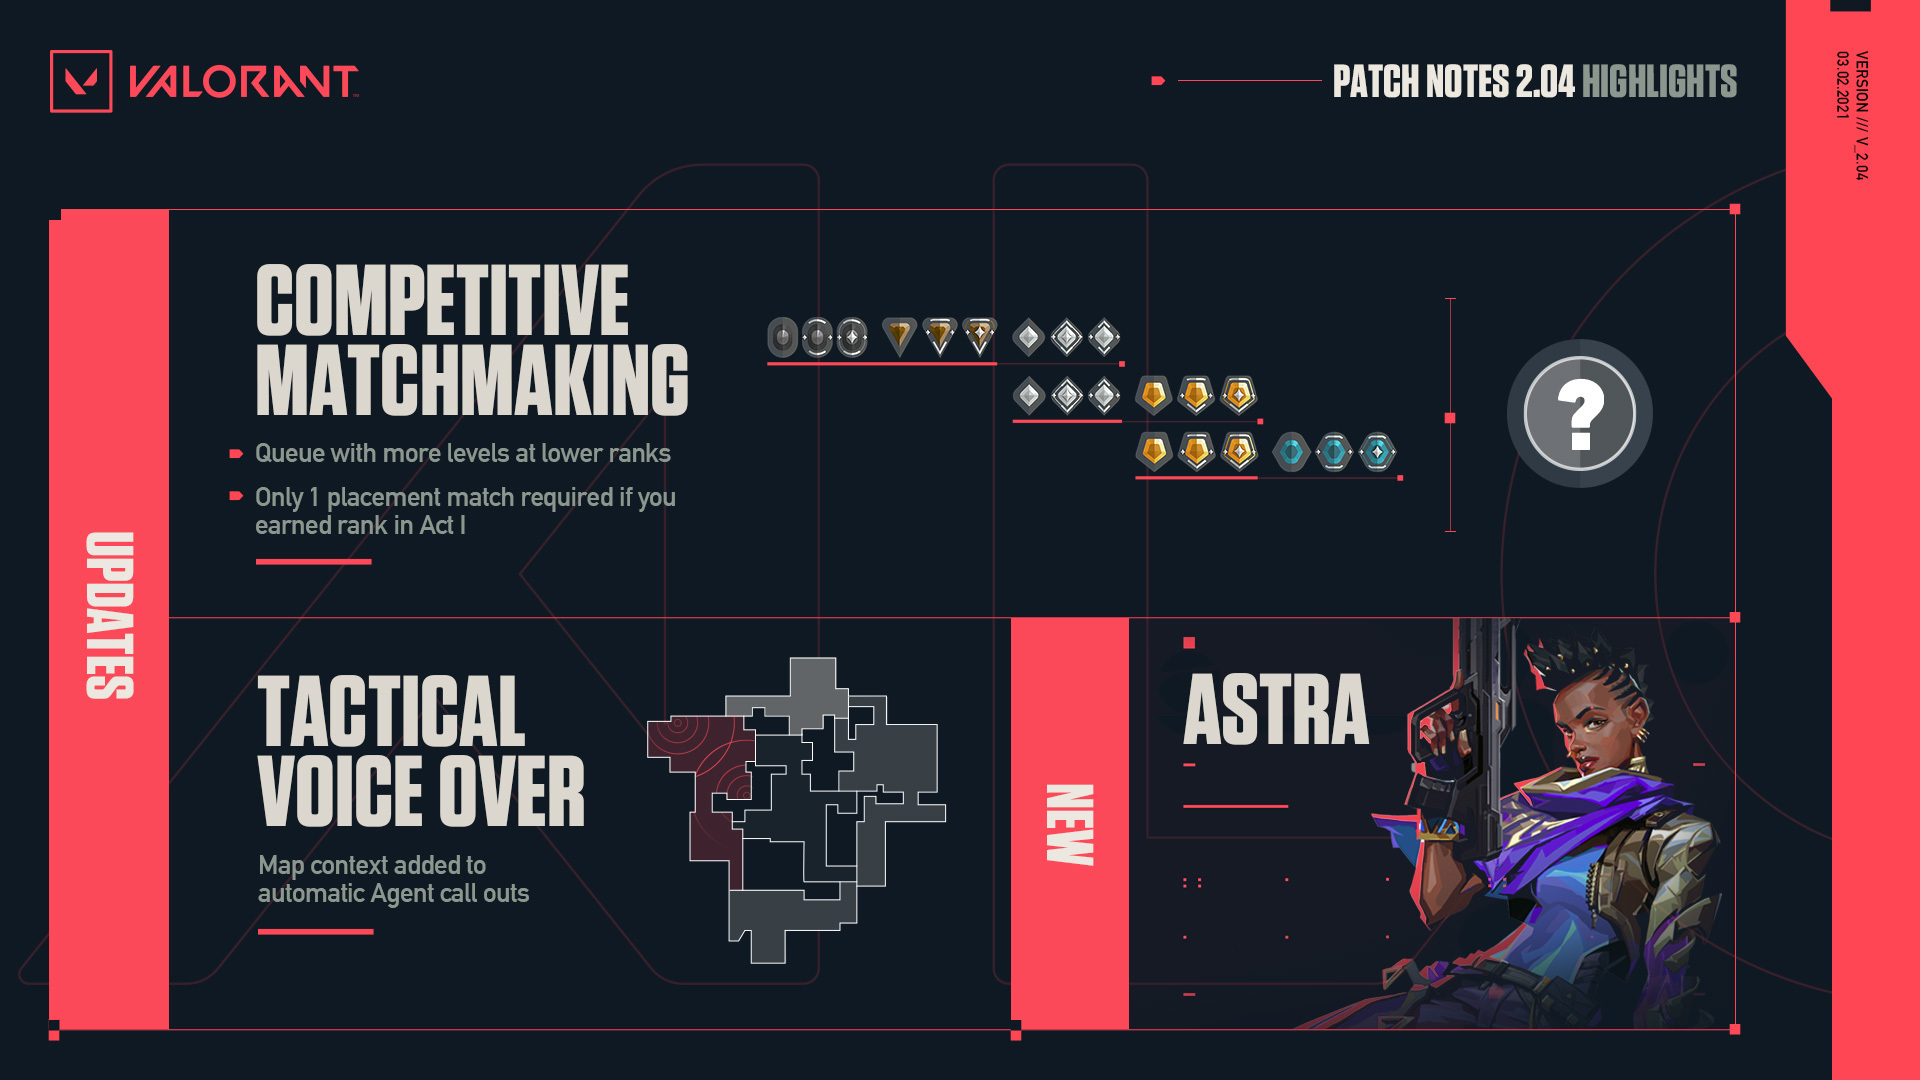 VALORANT
PATCH NOTES 2.04 HIGHLIGHTS
VERSION /// V_2.04
03.02.2021
UPDATES
COMPETITIVE
MATCHMAKING
Queue with more levels at lower ranks
Only 1 placement match required if you
earned rank in Act I
?
TACTICAL
VOICE OVER
Map context added to
automatic Agent call outs
NEW
ASTRA